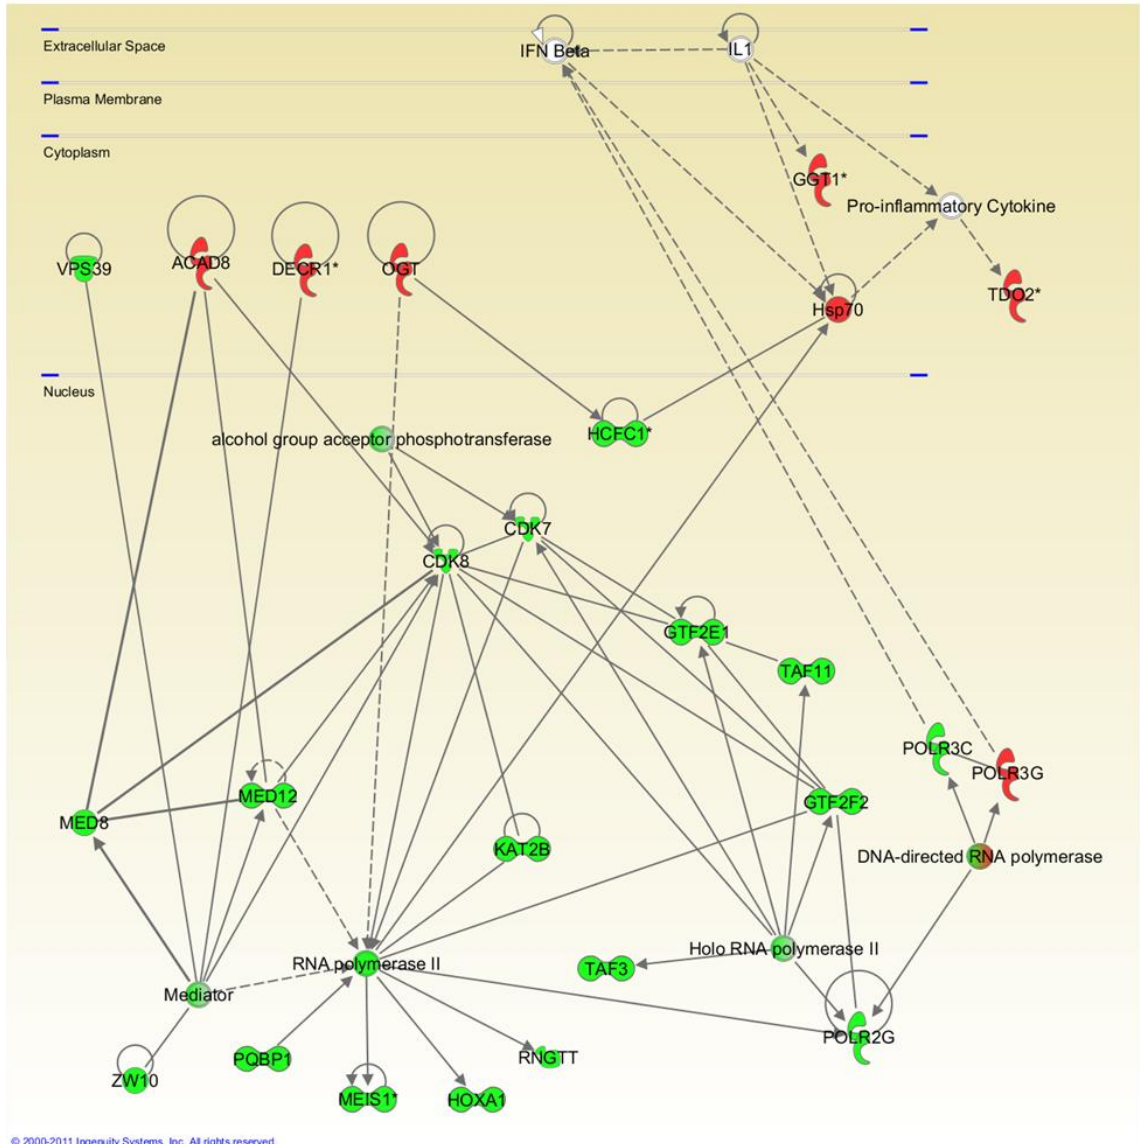 Extracellular Space
IFN Beta
IL1
Plasma Membrane
Cytoplasm
GGT1*
Pro-inflammatory Cytokine
VPS39
ACAD8
DECR1*
OGT
TDO2*
Hsp70
Nucleus
alcohol group acceptor phosphotransferase
HCFC1*
CDK7
CDK8
GTF2E1
TAF11
POLR3C
POLR3G
MED12
GTF2F2
MED8
KAT2B
DNA-directed RNA polymerase
Holo RNA polymerase II
RNA polymerase II
TAF3
Mediator
POLR2G
PQBP1
RNGTT
ZW10
MEIS1*
HOXA1
© 2000-2011 Ingenuity Systems, Inc. All rights reserved.